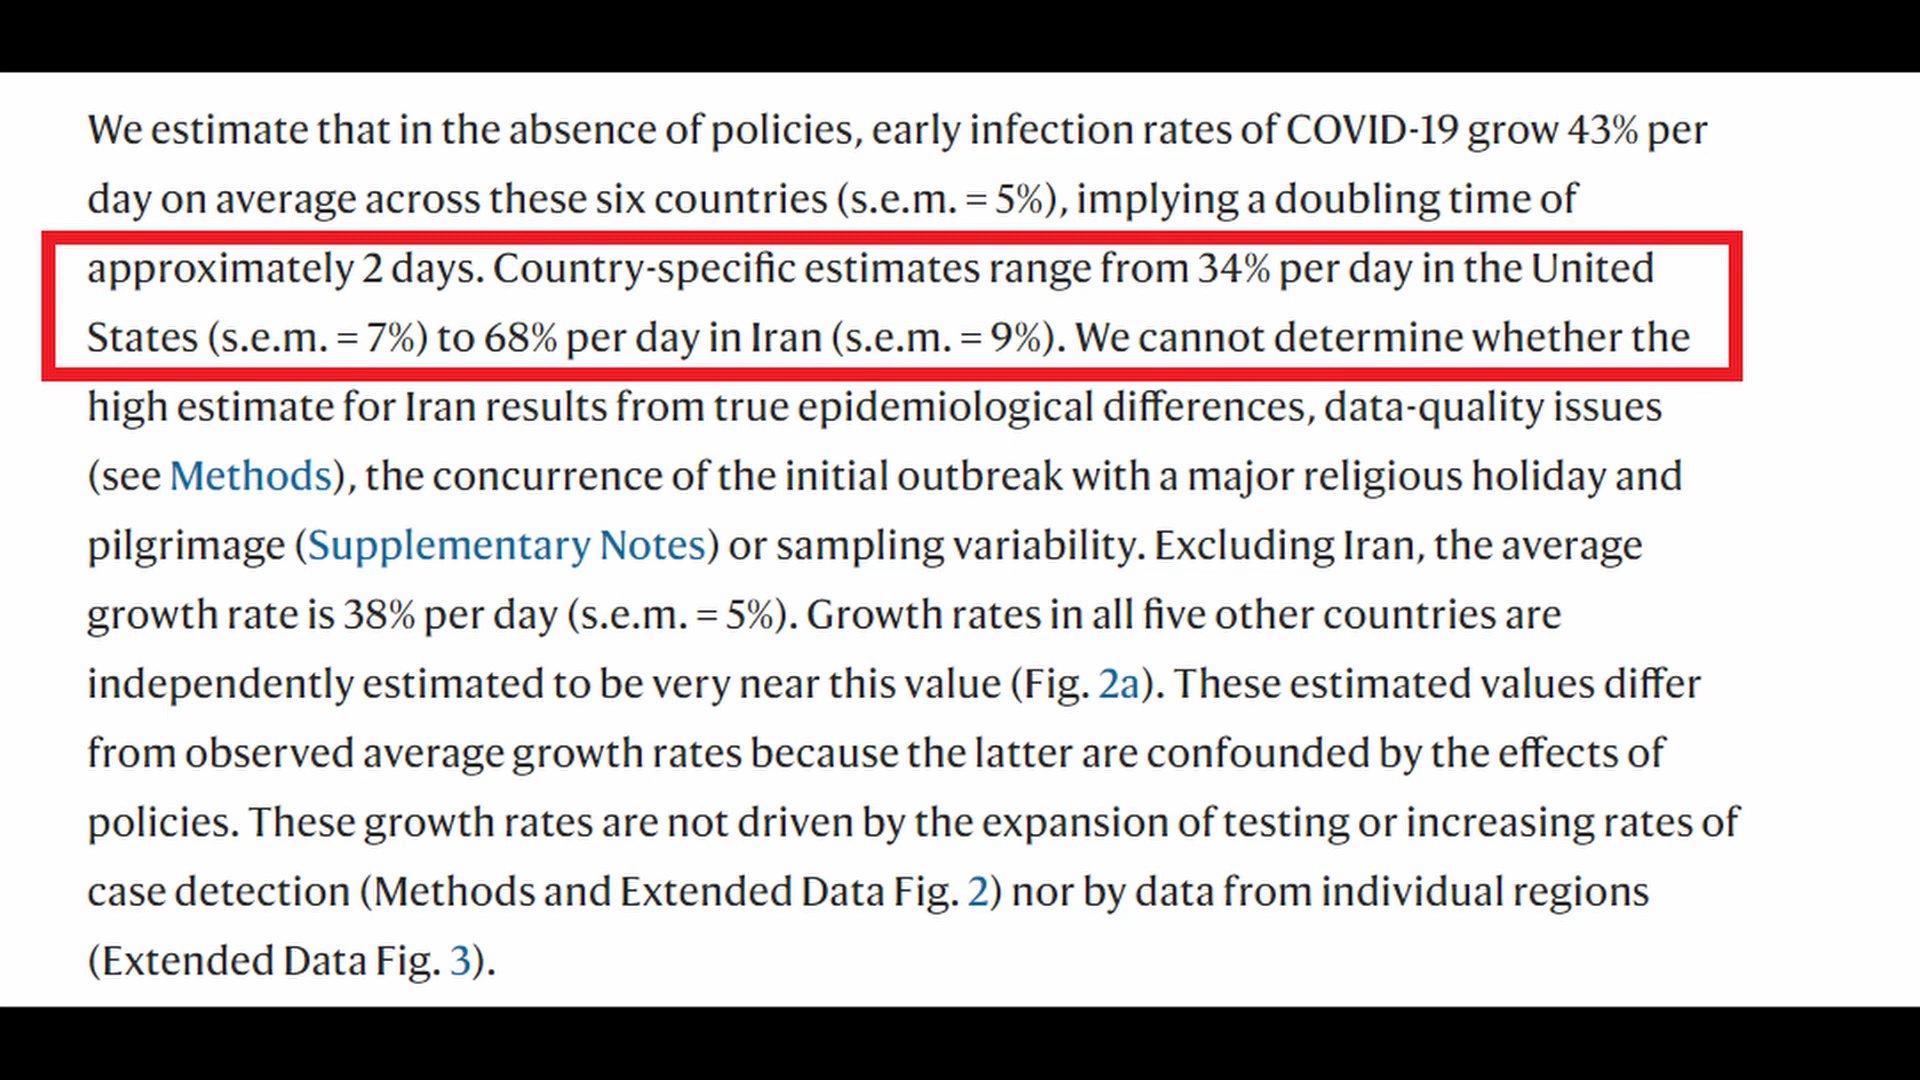 We estimate that in the absence of policies, early infection rates of COVID-19 grow 43% per
day on average across these six countries (s.e.m. = 5%), implying a doubling time of
approximately 2 days. Country-specific estimates range from 34% per day in the United
States (s.e.m. = 7%) to 68% per day in Iran (s.e.m. = 9%). We cannot determine whether the
high estimate for Iran results from true epidemiological differences, data-quality issues
(see Methods), the concurrence of the initial outbreak with a major religious holiday and
pilgrimage (Supplementary Notes) or sampling variability. Excluding Iran, the average
growth rate is 38% per day (s.e.m. = 5%). Growth rates in all five other countries are
independently estimated to be very near this value (Fig. 2a). These estimated values differ
from observed average growth rates because the latter are confounded by the effects of
policies. These growth rates are not driven by the expansion of testing or increasing rates of
case detection (Methods and Extended Data Fig. 2) nor by data from individual regions
(Extended Data Fig. 3).